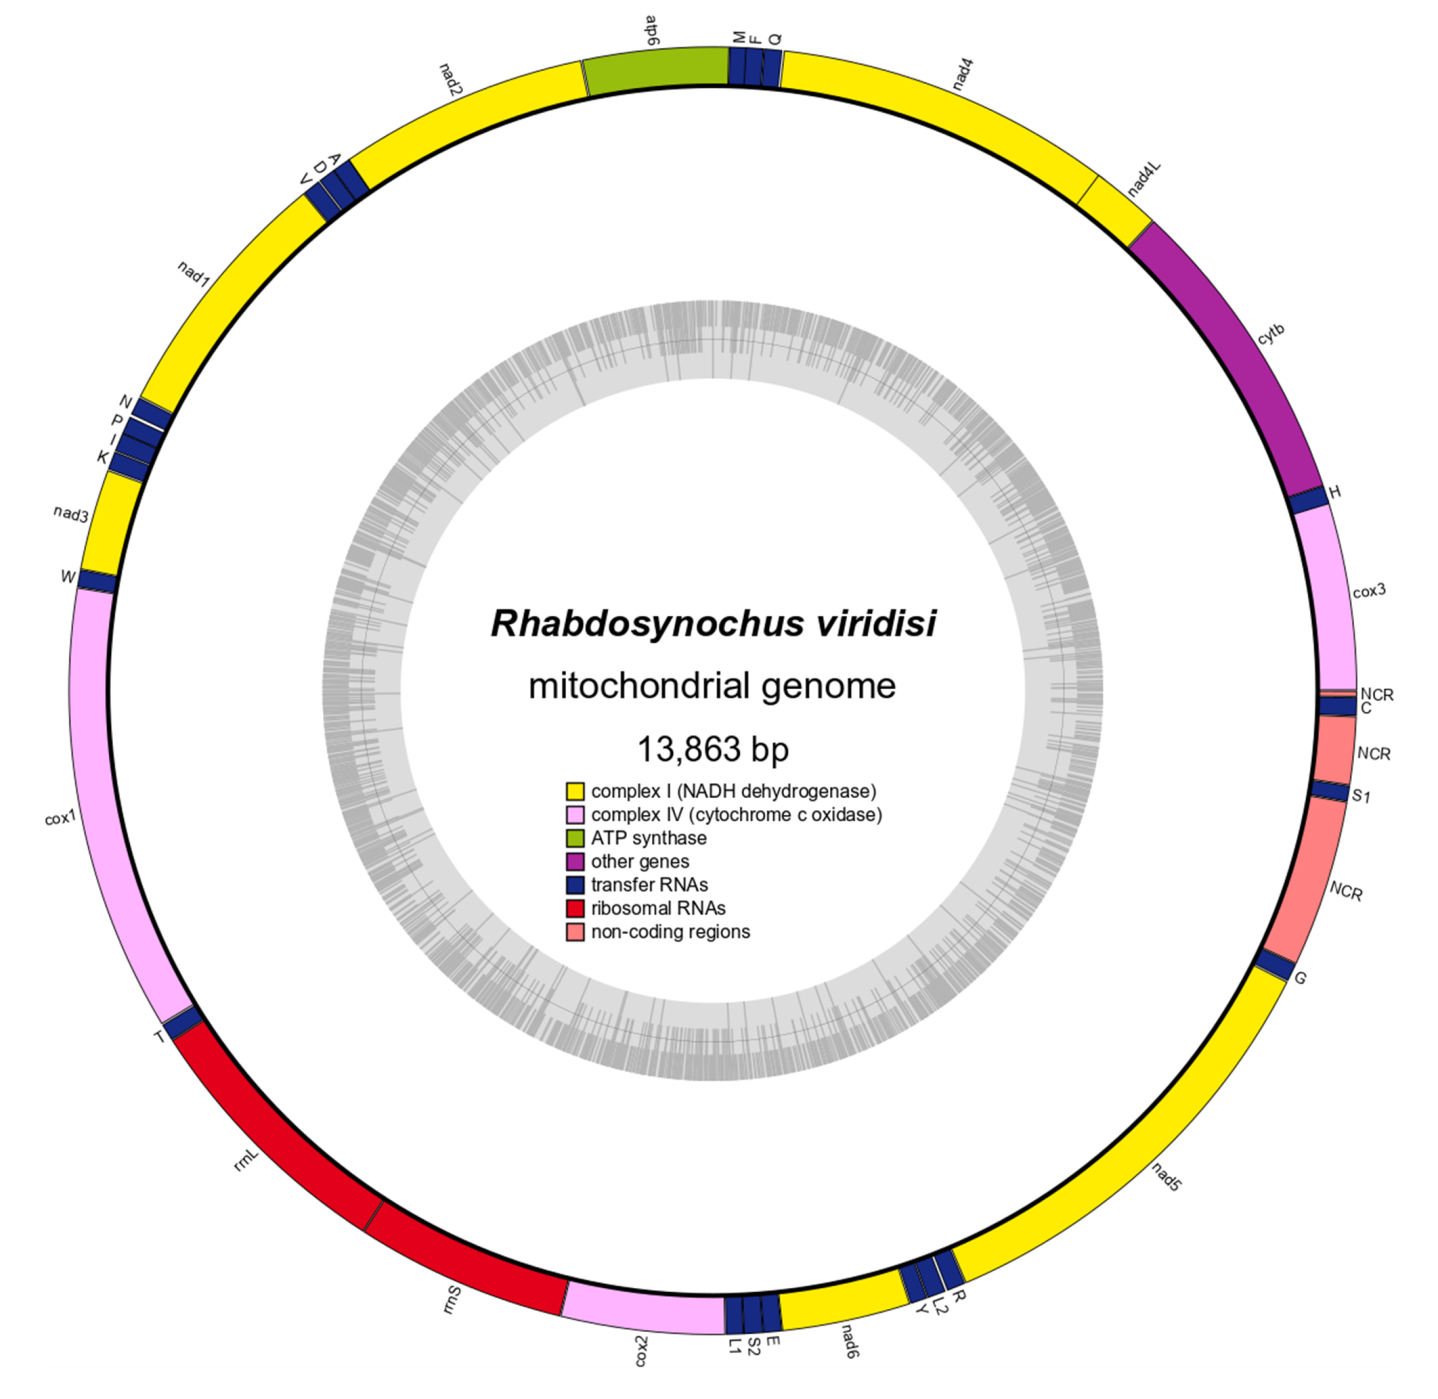 atp6
M
F
Q
nad4
nad4L
cytb
H
cox3
NCR
C
NCR
S1
NCR
G
nad5
R
L2
Y
nad6
E
S2
L1
cox2
rrnS
rrnL
T
cox1
W
nad3
K
I
P
N
nad1
V
D
A
nad2
Rhabdosynochus viridisi
mitochondrial genome
13,863 bp
complex I (NADH dehydrogenase)
complex IV (cytochrome c oxidase)
ATP synthase
other genes
transfer RNAs
ribosomal RNAs
non-coding regions